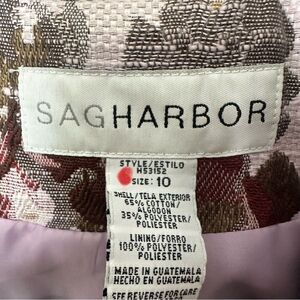 SAGHARBOR
STYLE/ESTILO
H53152
SIZE: 10
SHELL/TELA EXTERIOR
65% COTTON/
ALGODON
35% POLYESTER/
POLIESTER
LINING/FORRO
100% POLYESTER/
POLIESTER
MADE IN GUATEMALA
HECHO EN GUATEMALA
SEE REVERSE FOR CARE